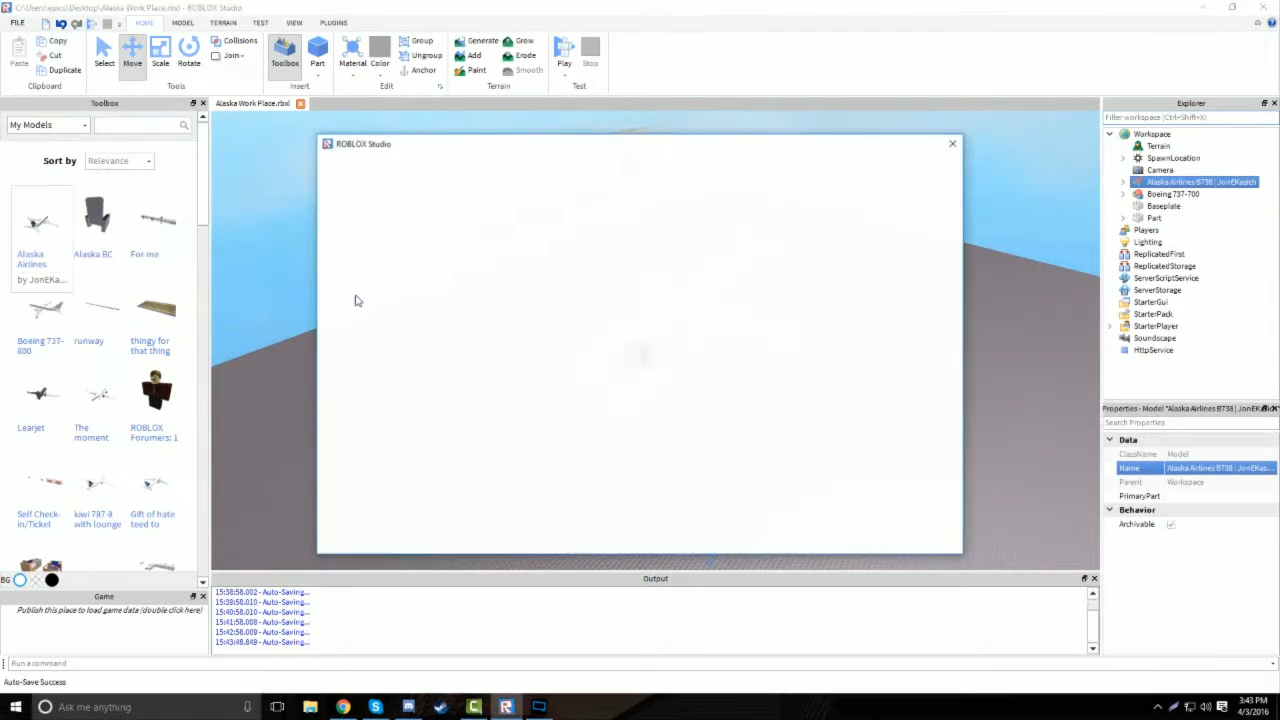 C:\Users\epics\Desktop\Alaska Work Place.rbxl - ROBLOX Studio
FILE HOME MODEL TERRAIN TEST VIEW PLUGINS
Paste Copy Cut Duplicate
Select Move Scale Rotate Collisions Join
Toolbox Part
Material Color Group Ungroup Anchor
Generate Add Paint Grow Erode Smooth
Play Stop
Clipboard Tools Insert Edit Terrain Test
Toolbox
My Models
Sort by Relevance
Alaska Airlines
by JonEKa...
Alaska BC
For me
Boeing 737-800
runway
thingy for that thing
Learjet
The moment
ROBLOX Forumers: 1
Self Check-in/Ticket
kiwi 787-8 with lounge
Gift of hate teed to
BG
Game
Publish this place to load game data (double click here)
Alaska Work Place.rbxl
ROBLOX Studio
Output
15:38:58.002 - Auto-Saving...
15:39:58.010 - Auto-Saving...
15:40:58.010 - Auto-Saving...
15:41:58.008 - Auto-Saving...
15:42:58.009 - Auto-Saving...
15:43:48.849 - Auto-Saving...
Explorer
Filter workspace (Ctrl+Shift+X)
Workspace
Terrain
SpawnLocation
Camera
Alaska Airlines B738 | JonEKasich
Boeing 737-700
Baseplate
Part
Players
Lighting
ReplicatedFirst
ReplicatedStorage
ServerScriptService
ServerStorage
StarterGui
StarterPack
StarterPlayer
Soundscape
HttpService
Properties - Model "Alaska Airlines B738 | JonEKasich"
Search Properties
Data
ClassName Model
Name Alaska Airlines B738 | JonEKas...
Parent Workspace
PrimaryPart
Behavior
Archivable
Run a command
Auto-Save Success
Ask me anything
3:43 PM
4/3/2016